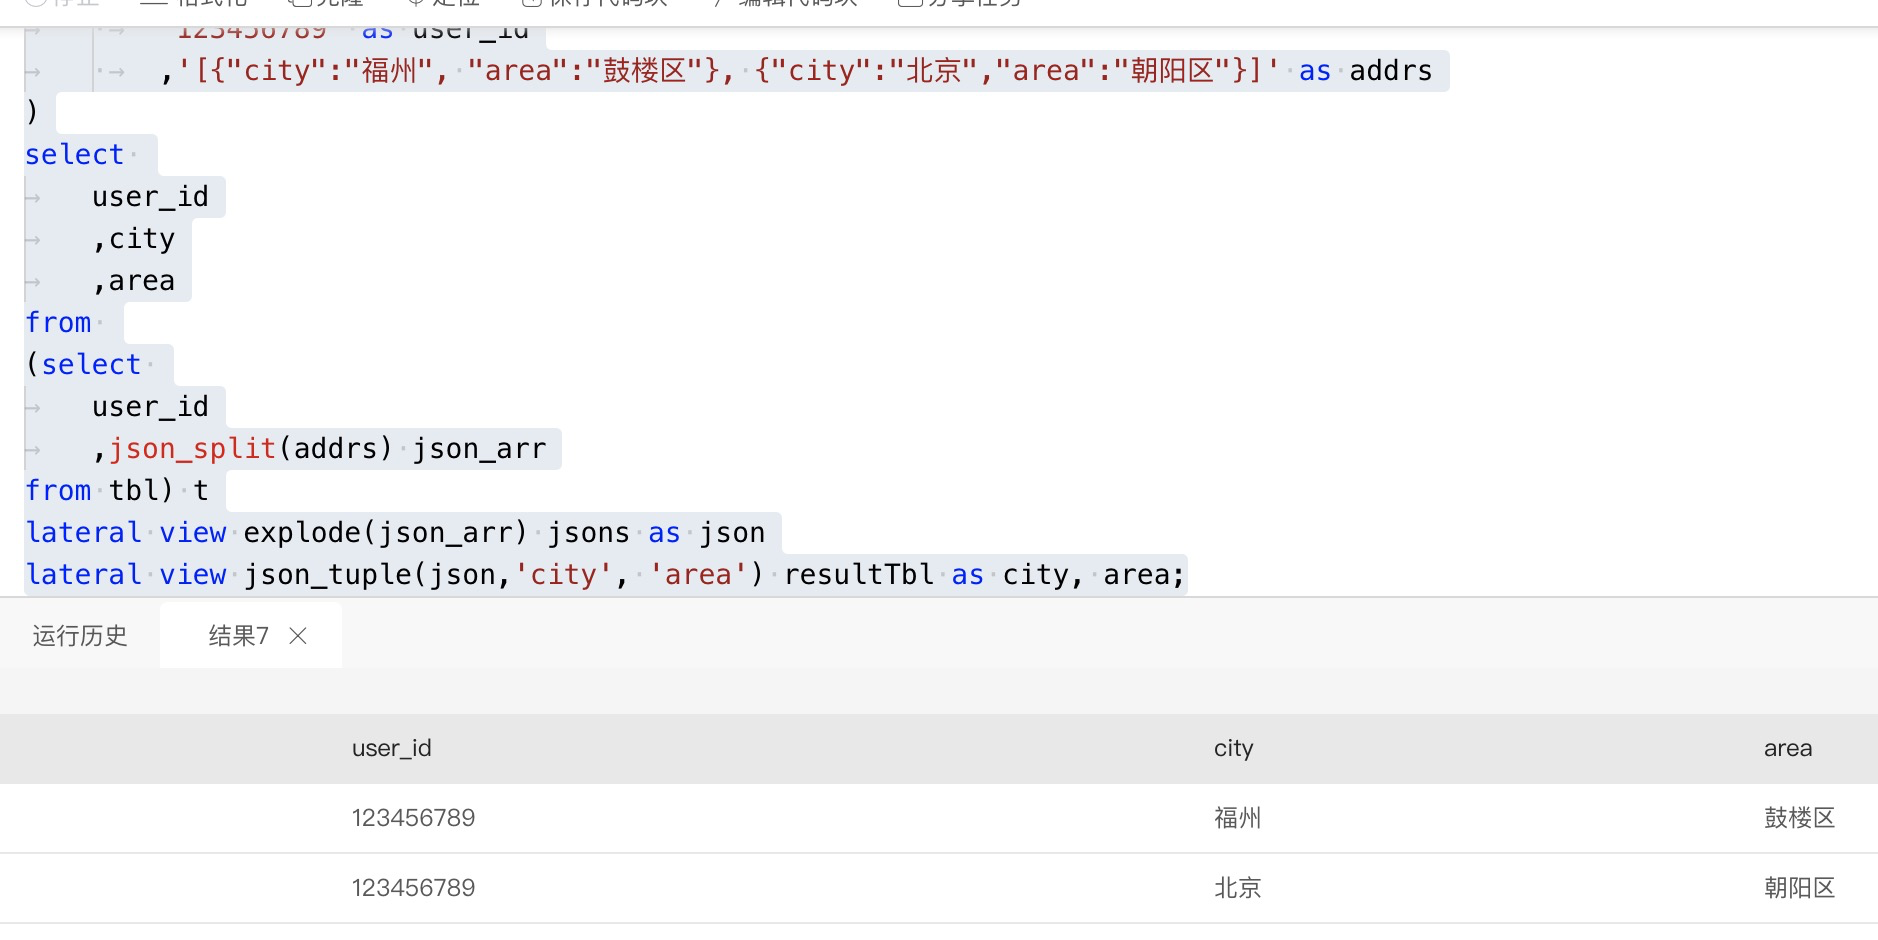 停止 格式化 克隆 定位 保存代码块 编辑代码块 分享任务
'123456789' as user_id
,'[{"city":"福州", "area":"鼓楼区"}, {"city":"北京","area":"朝阳区"}]' as addrs
)
select
user_id
,city
,area
from
(select
user_id
,json_split(addrs) json_arr
from tbl) t
lateral view explode(json_arr) jsons as json
lateral view json_tuple(json,'city', 'area') resultTbl as city, area;
运行历史 结果7
user_id city area
123456789 福州 鼓楼区
123456789 北京 朝阳区